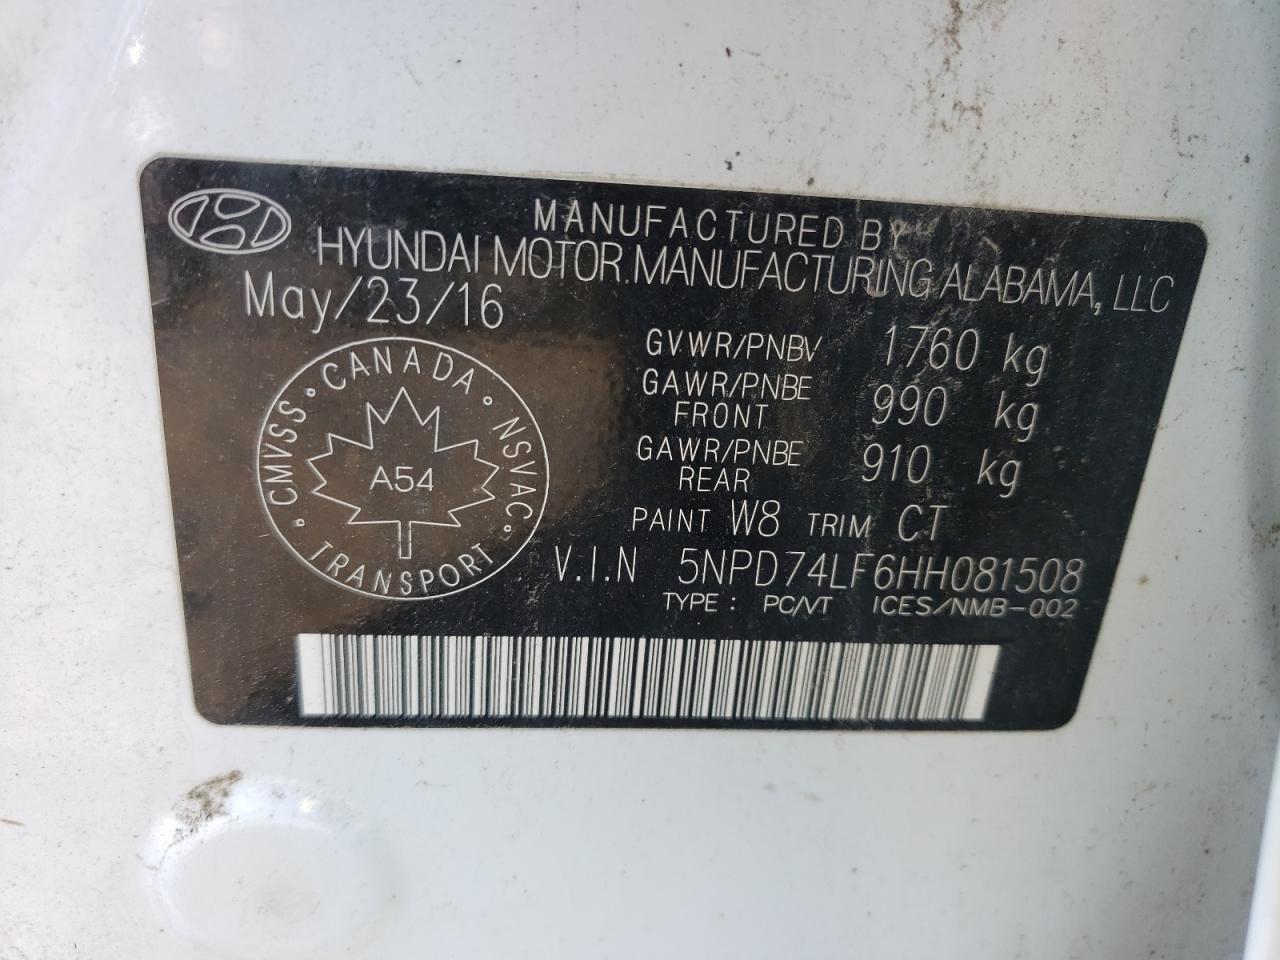 MANUFACTURED BY
HYUNDAI MOTOR MANUFACTURING ALABAMA, LLC
May/23/16
GVWR/PNBV 1760 kg
GAWR/PNBE FRONT 990 kg
GAWR/PNBE REAR 910 kg
CMVSS · CANADA · NSVAC · TRANSPORT ·
A54
PAINT W8 TRIM CT
V.I.N 5NPD74LF6HH081508
TYPE : PC/VT ICES/NMB-002